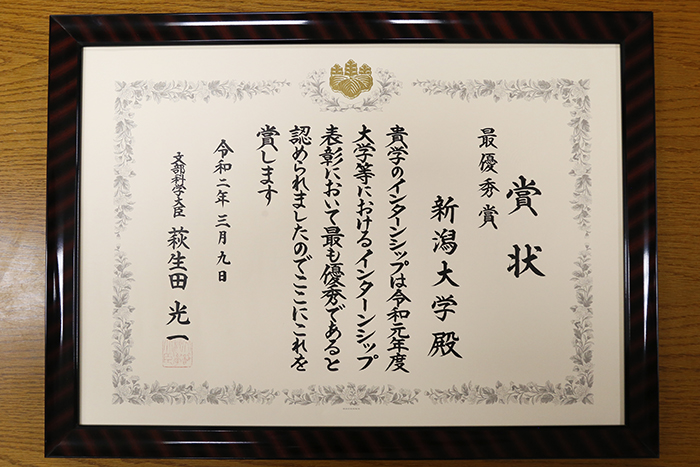 賞状
最優秀賞
新潟大学殿
貴学のインターンシップは令和元年度
大学等におけるインターンシップ
表彰において最も優秀であると
認められましたのでここにこれを
賞します
令和二年三月九日
文部科学大臣 萩生田光一